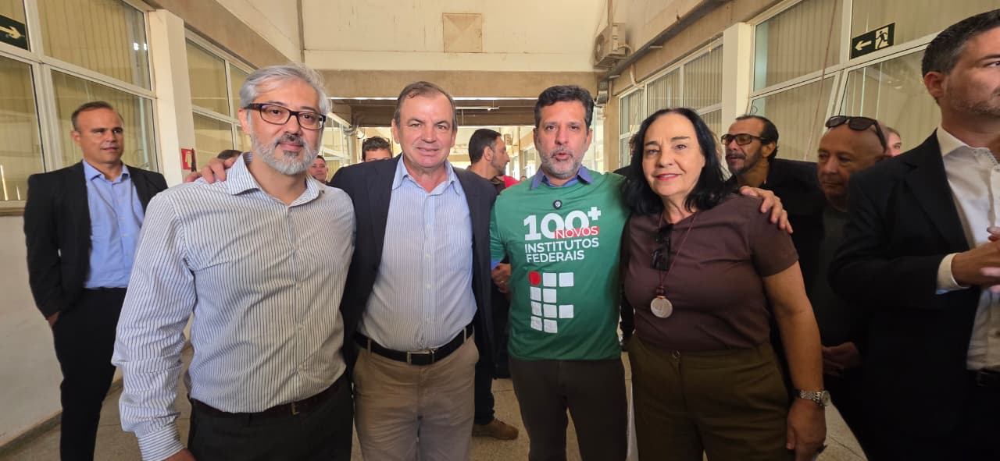 100+
NOVOS
INSTITUTOS
FEDERAIS